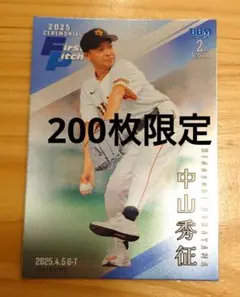 2025
CEREMONIAL
First
Pitch
BBM
2
200枚限定
中山秀征
HIDEYUKI NAKAYAMA
2025.4.5 G-T